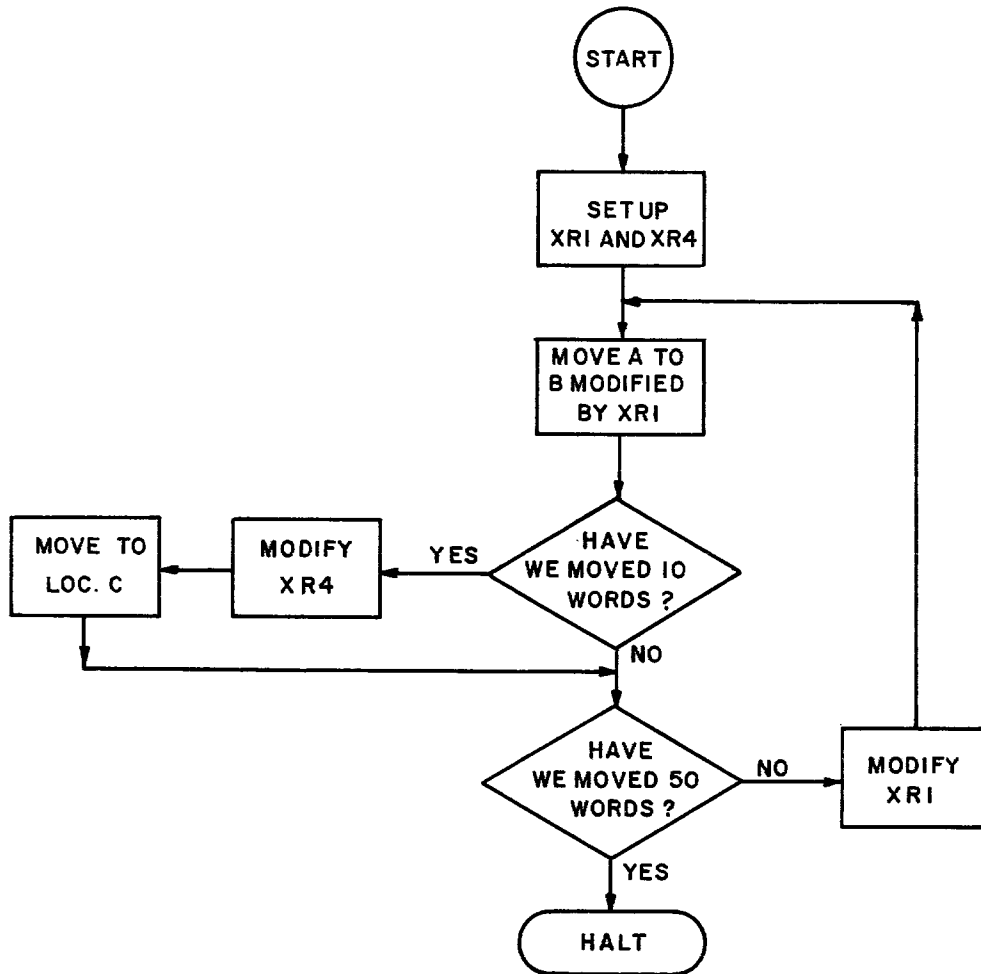 START
SET UP
XR1 AND XR4
MOVE A TO
B MODIFIED
BY XR1
HAVE
WE MOVED 10
WORDS ?
YES
MODIFY
XR4
MOVE TO
LOC. C
NO
HAVE
WE MOVED 50
WORDS ?
NO
MODIFY
XR1
YES
HALT